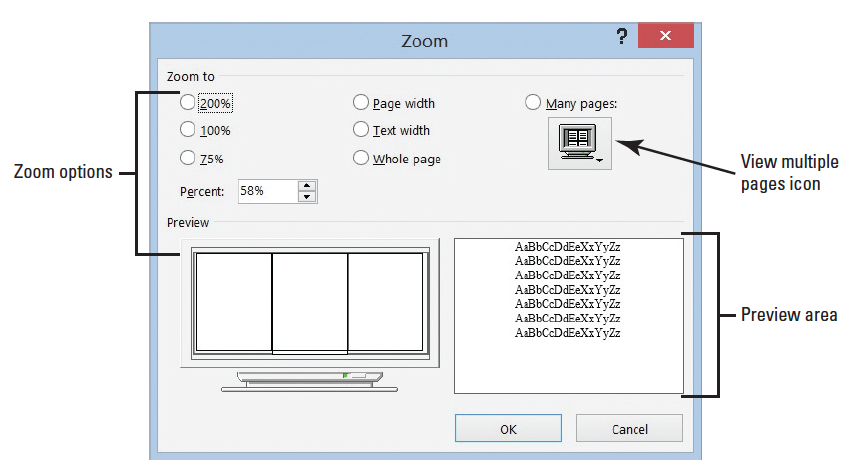 Zoom
?
x
Zoom to
200%
Page width
Many pages:
100%
Text width
75%
Whole page
Percent: 58%
Preview
AaBbCcDdEeXxYyZz
AaBbCcDdEeXxYyZz
AaBbCcDdEeXxYyZz
AaBbCcDdEeXxYyZz
AaBbCcDdEeXxYyZz
AaBbCcDdEeXxYyZz
AaBbCcDdEeXxYyZz
OK
Cancel
Zoom options
View multiple
pages icon
Preview area